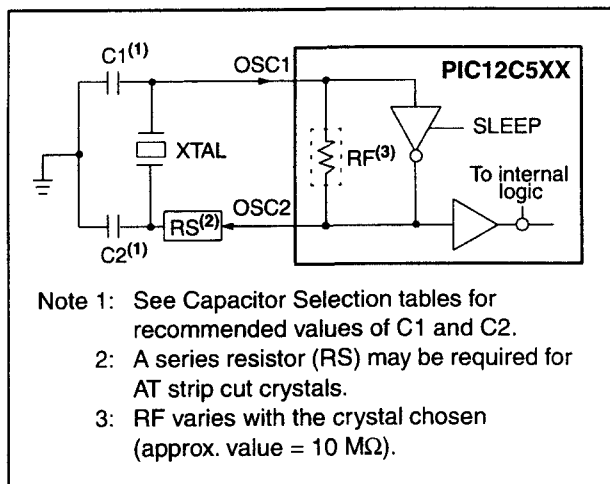 C1(1)
OSC1
PIC12C5XX
SLEEP
XTAL
RF(3)
To internal
logic
OSC2
RS(2)
C2(1)
Note 1: See Capacitor Selection tables for
recommended values of C1 and C2.
2: A series resistor (RS) may be required for
AT strip cut crystals.
3: RF varies with the crystal chosen
(approx. value = 10 MΩ).